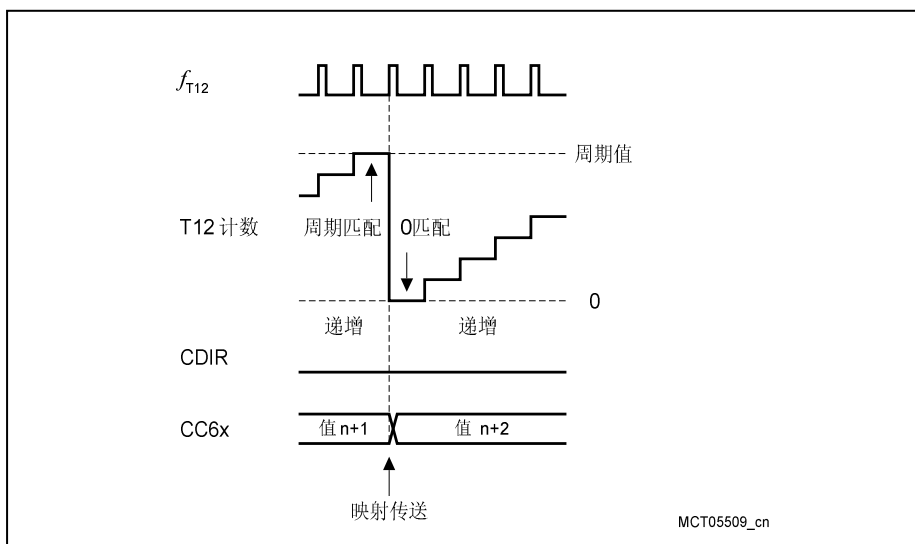 fT12
周期值
T12 计数
周期匹配
0匹配
0
递增
递增
CDIR
CC6x
值 n+1
值 n+2
映射传送
MCT05509_cn